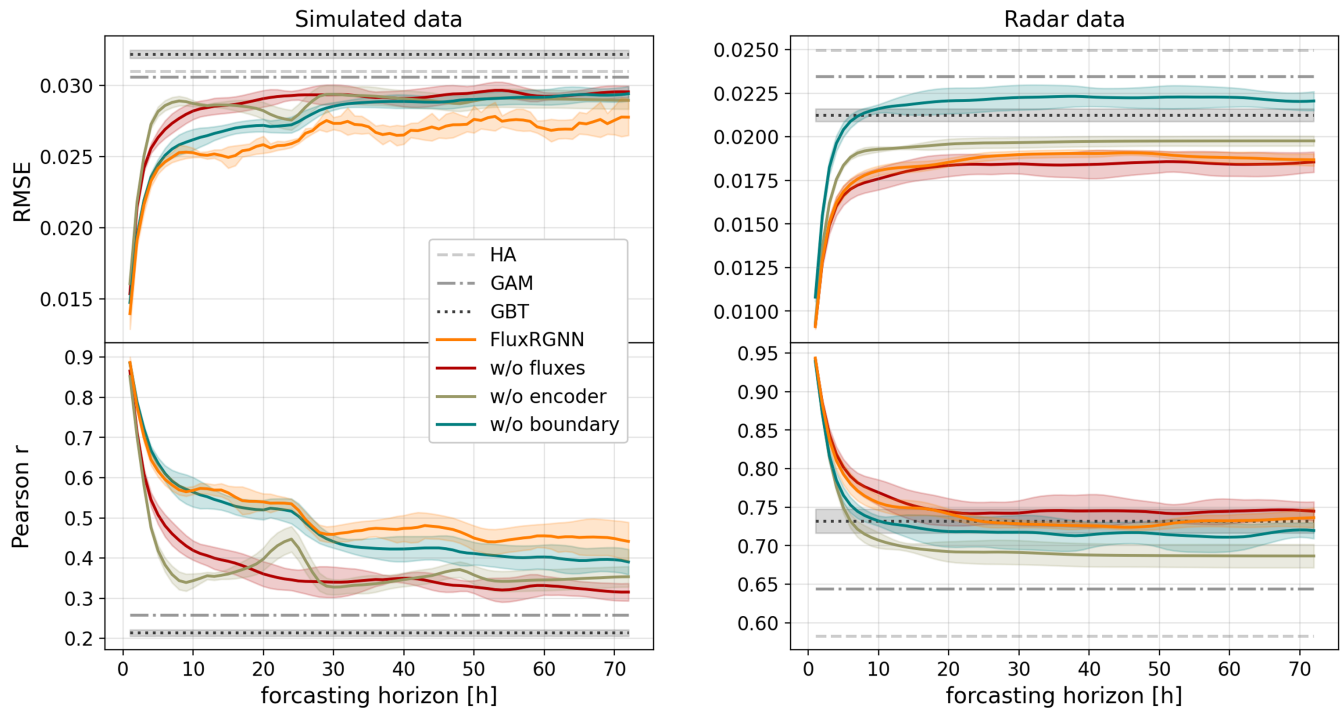 Simulated data
Radar data
RMSE
0.030
0.025
0.020
0.015
0.0250
0.0225
0.0200
0.0175
0.0150
0.0125
0.0100
HA
GAM
GBT
FluxRGNN
w/o fluxes
w/o encoder
w/o boundary
Pearson r
0.9
0.8
0.7
0.6
0.5
0.4
0.3
0.2
0.95
0.90
0.85
0.80
0.75
0.70
0.65
0.60
0 10 20 30 40 50 60 70
0 10 20 30 40 50 60 70
forcasting horizon [h]
forcasting horizon [h]